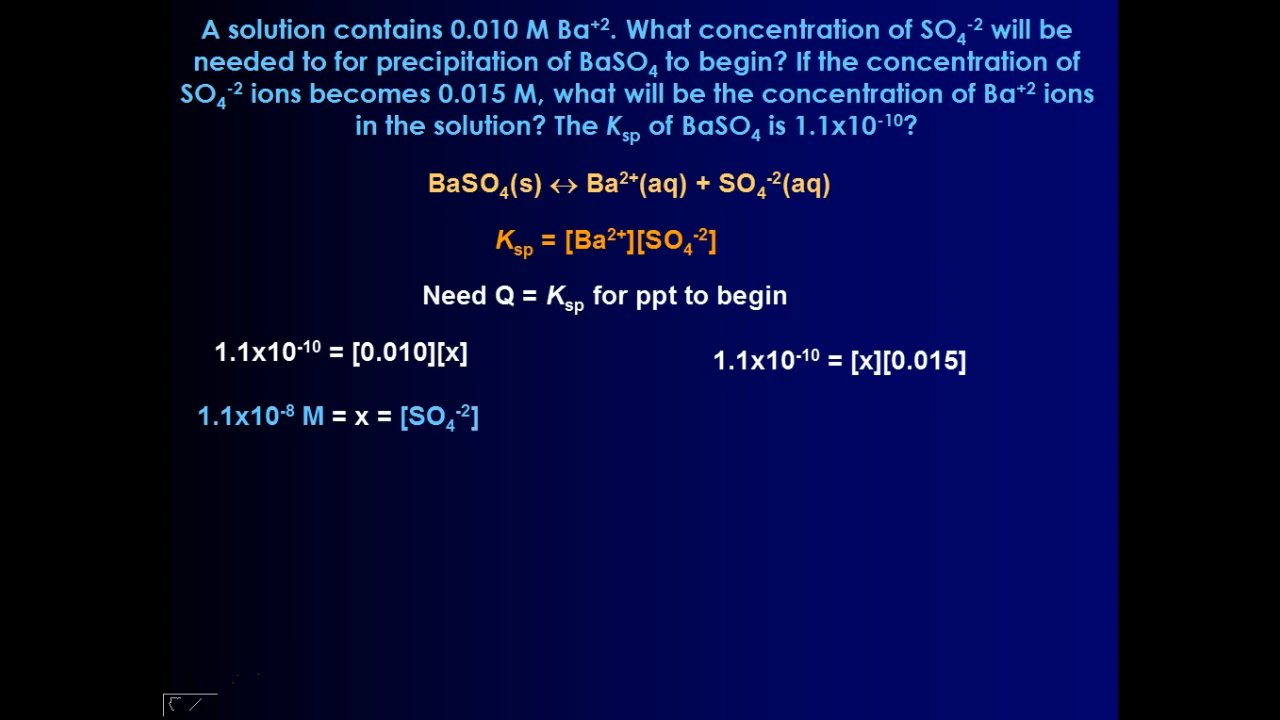 A solution contains 0.010 M Ba⁺². What concentration of SO₄⁻² will be
needed to for precipitation of BaSO₄ to begin? If the concentration of
SO₄⁻² ions becomes 0.015 M, what will be the concentration of Ba⁺² ions
in the solution? The Kₛₚ of BaSO₄ is 1.1x10⁻¹⁰?
BaSO₄(s) ↔ Ba²⁺(aq) + SO₄⁻²(aq)
Kₛₚ = [Ba²⁺][SO₄⁻²]
Need Q = Kₛₚ for ppt to begin
1.1x10⁻¹⁰ = [0.010][x]
1.1x10⁻¹⁰ = [x][0.015]
1.1x10⁻⁸ M = x = [SO₄⁻²]